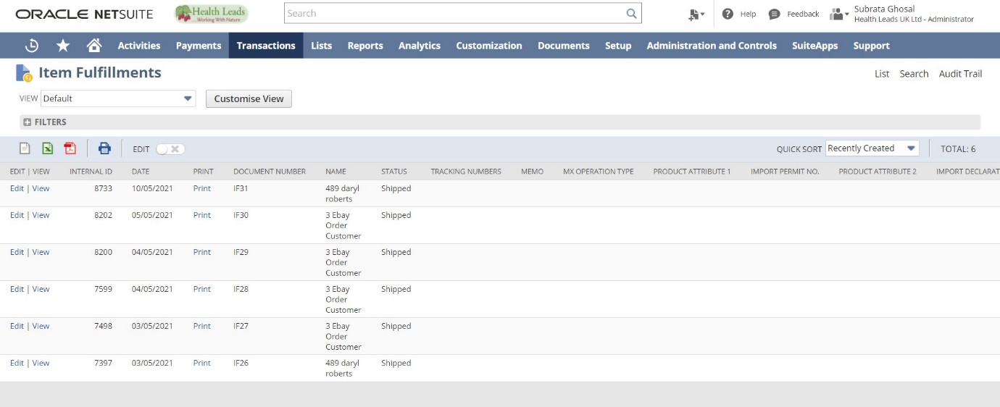 ORACLE NETSUITE
Health Leads
Working With Nature
Search
Help
Feedback
Subrata Ghosal
Health Leads UK Ltd - Administrator
Activities Payments Transactions Lists Reports Analytics Customization Documents Setup Administration and Controls SuiteApps Support
Item Fulfillments
List Search Audit Trail
VIEW Default Customise View
FILTERS
EDIT QUICK SORT Recently Created TOTAL: 6
EDIT | VIEW INTERNAL ID DATE PRINT DOCUMENT NUMBER NAME STATUS TRACKING NUMBERS MEMO MX OPERATION TYPE PRODUCT ATTRIBUTE 1 IMPORT PERMIT NO. PRODUCT ATTRIBUTE 2 IMPORT DECLARAT
Edit | View 8733 10/05/2021 Print IF31 489 daryl Shipped
roberts
Edit | View 8202 05/05/2021 Print IF30 3 Ebay Shipped
Order
Customer
Edit | View 8200 04/05/2021 Print IF29 3 Ebay Shipped
Order
Customer
Edit | View 7599 04/05/2021 Print IF28 3 Ebay Shipped
Order
Customer
Edit | View 7498 03/05/2021 Print IF27 3 Ebay Shipped
Order
Customer
Edit | View 7397 03/05/2021 Print IF26 489 daryl Shipped
roberts